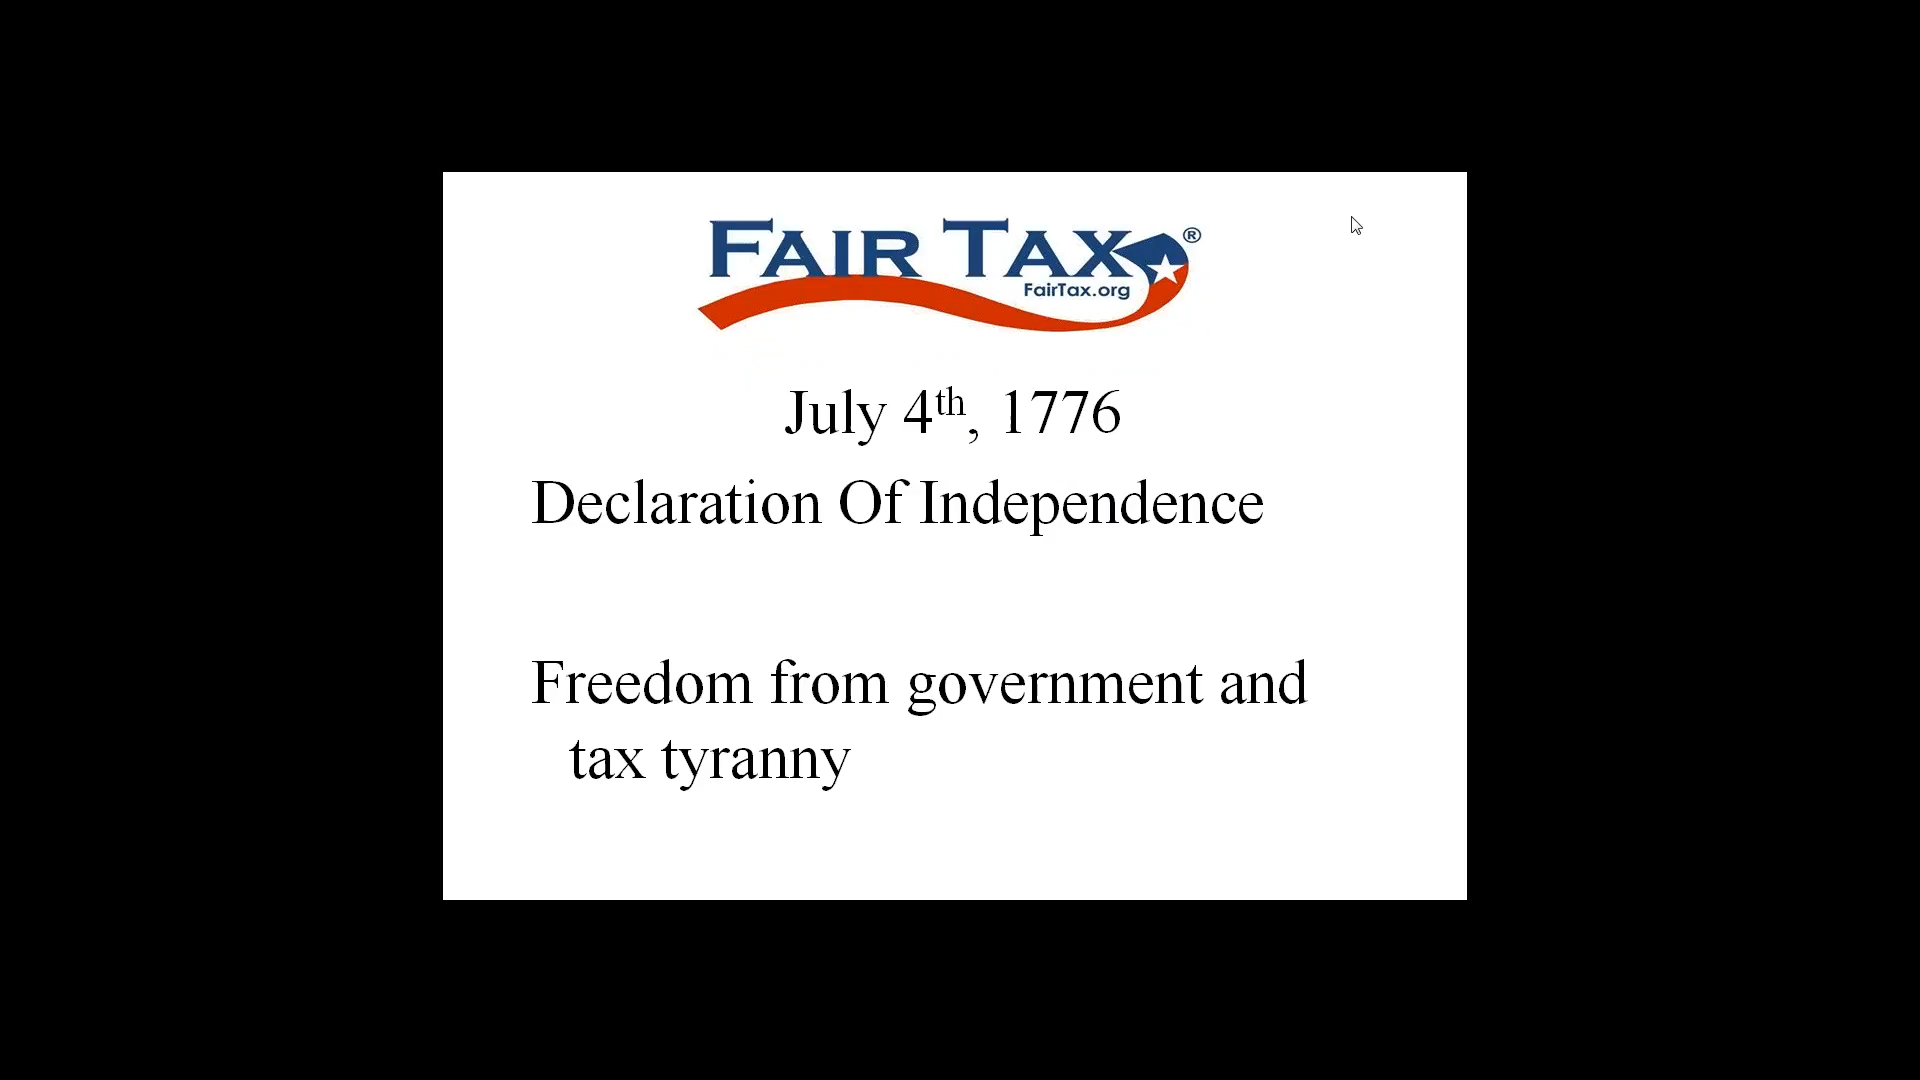 FAIR TAX®
FairTax.org
July 4th, 1776
Declaration Of Independence
Freedom from government and
tax tyranny